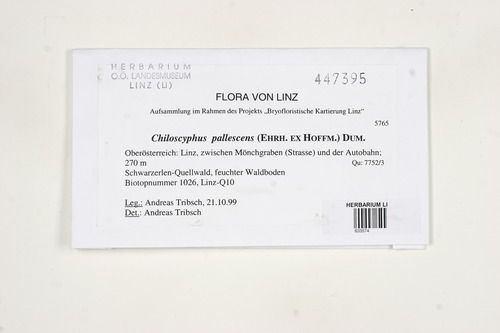 HERBARIUM
O.Ö. LANDESMUSEUM
LINZ (LI)
447395
FLORA VON LINZ
Aufsammlung im Rahmen des Projekts „Bryofloristische Kartierung Linz"
5765
Chiloscyphus pallescens (EHRH. EX HOFFM.) DUM.
Oberösterreich: Linz, zwischen Mönchgraben (Strasse) und der Autobahn;
270 m
Qu: 7752/3
Schwarzerlen-Quellwald, feuchter Waldboden
Biotopnummer 1026, Linz-Q10
Leg.: Andreas Tribsch, 21.10.99
Det.: Andreas Tribsch
HERBARIUM LI
633574